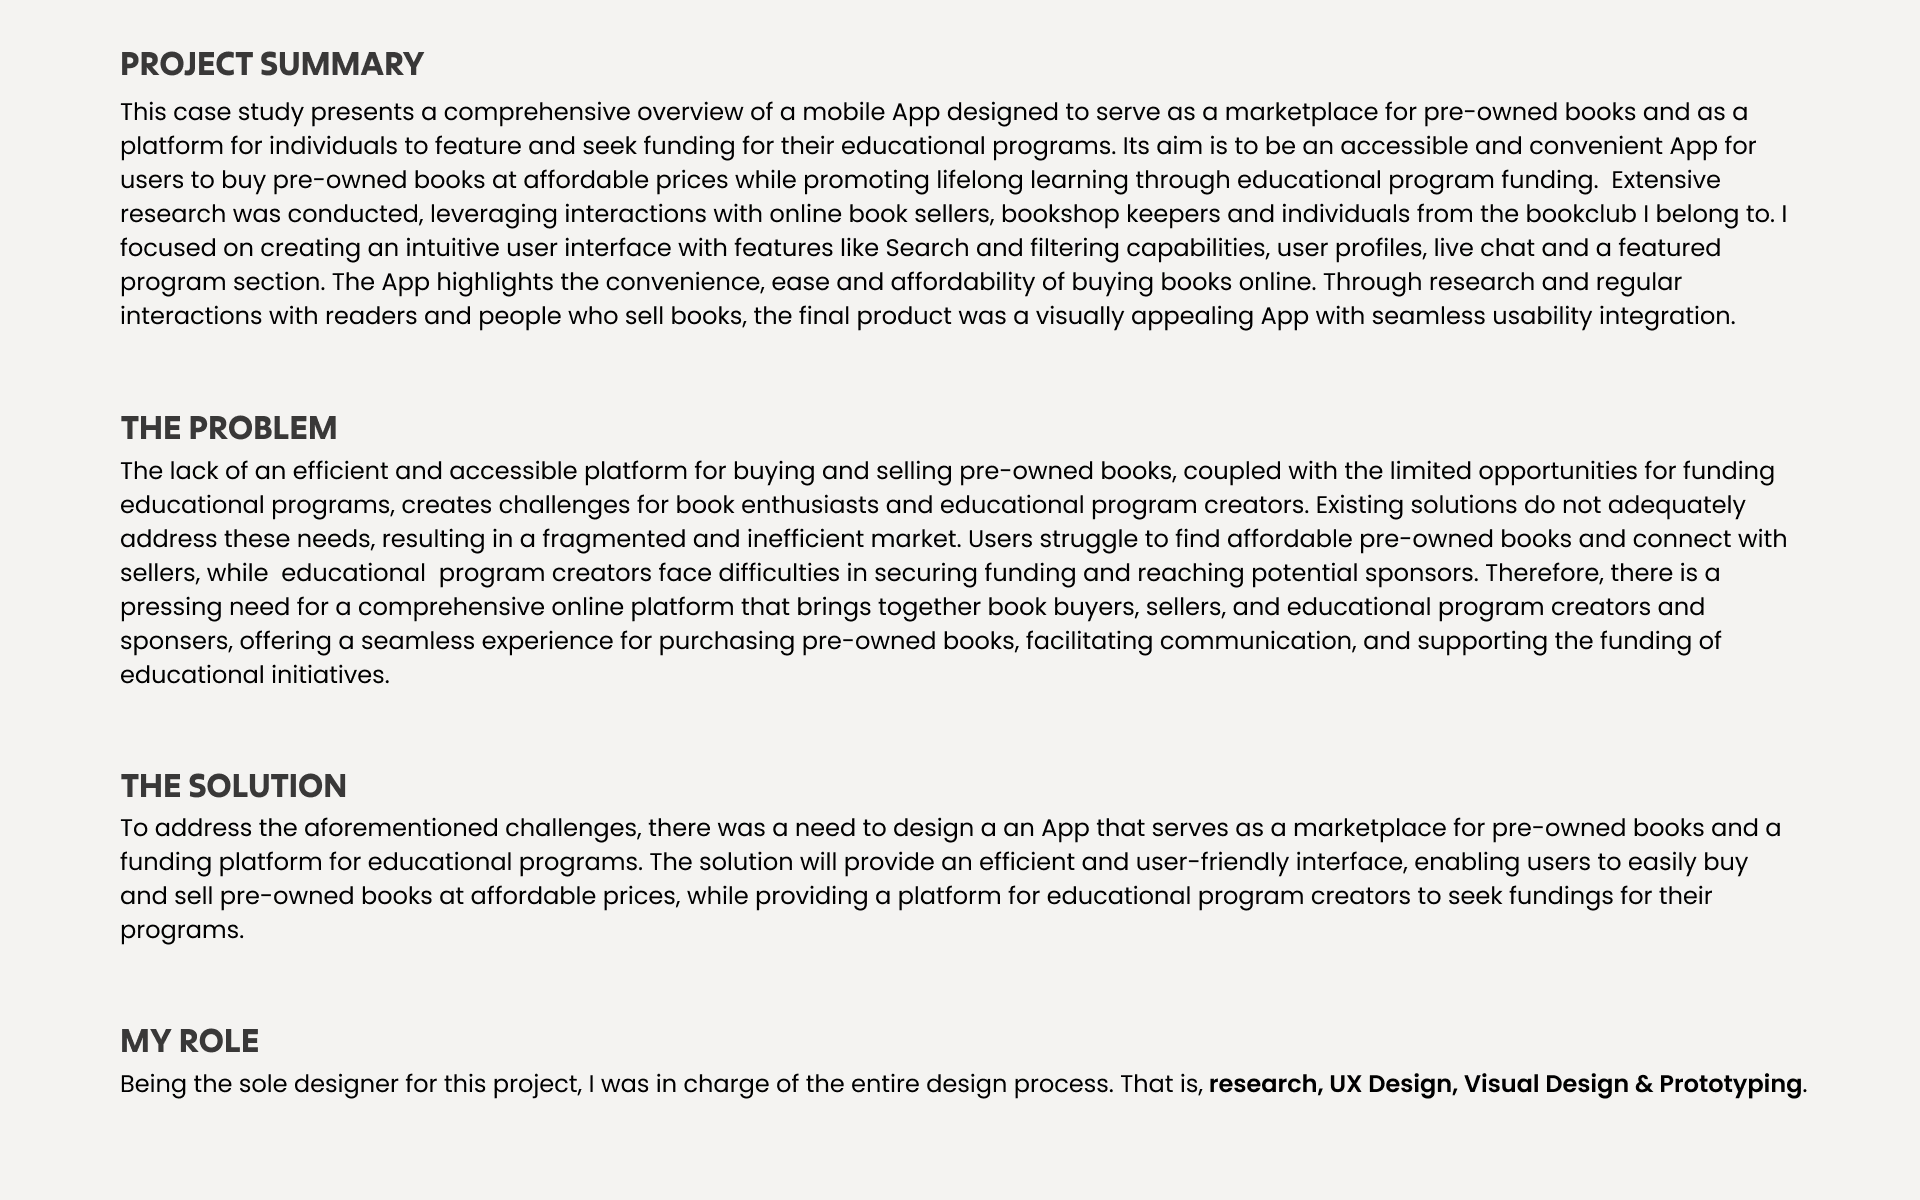 PROJECT SUMMARY
This case study presents a comprehensive overview of a mobile App designed to serve as a marketplace for pre-owned books and as a
platform for individuals to feature and seek funding for their educational programs. Its aim is to be an accessible and convenient App for
users to buy pre-owned books at affordable prices while promoting lifelong learning through educational program funding.  Extensive
research was conducted, leveraging interactions with online book sellers, bookshop keepers and individuals from the bookclub I belong to. I
focused on creating an intuitive user interface with features like Search and filtering capabilities, user profiles, live chat and a featured
program section. The App highlights the convenience, ease and affordability of buying books online. Through research and regular
interactions with readers and people who sell books, the final product was a visually appealing App with seamless usability integration.
THE PROBLEM
The lack of an efficient and accessible platform for buying and selling pre-owned books, coupled with the limited opportunities for funding
educational programs, creates challenges for book enthusiasts and educational program creators. Existing solutions do not adequately
address these needs, resulting in a fragmented and inefficient market. Users struggle to find affordable pre-owned books and connect with
sellers, while  educational  program creators face difficulties in securing funding and reaching potential sponsors. Therefore, there is a
pressing need for a comprehensive online platform that brings together book buyers, sellers, and educational program creators and
sponsers, offering a seamless experience for purchasing pre-owned books, facilitating communication, and supporting the funding of
educational initiatives.
THE SOLUTION
To address the aforementioned challenges, there was a need to design a an App that serves as a marketplace for pre-owned books and a
funding platform for educational programs. The solution will provide an efficient and user-friendly interface, enabling users to easily buy
and sell pre-owned books at affordable prices, while providing a platform for educational program creators to seek fundings for their
programs.
MY ROLE
Being the sole designer for this project, I was in charge of the entire design process. That is, research, UX Design, Visual Design & Prototyping.